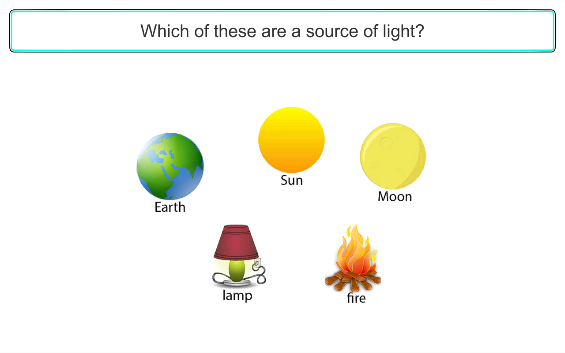 Which of these are a source of light?
Sun
Earth
Moon
lamp
fire